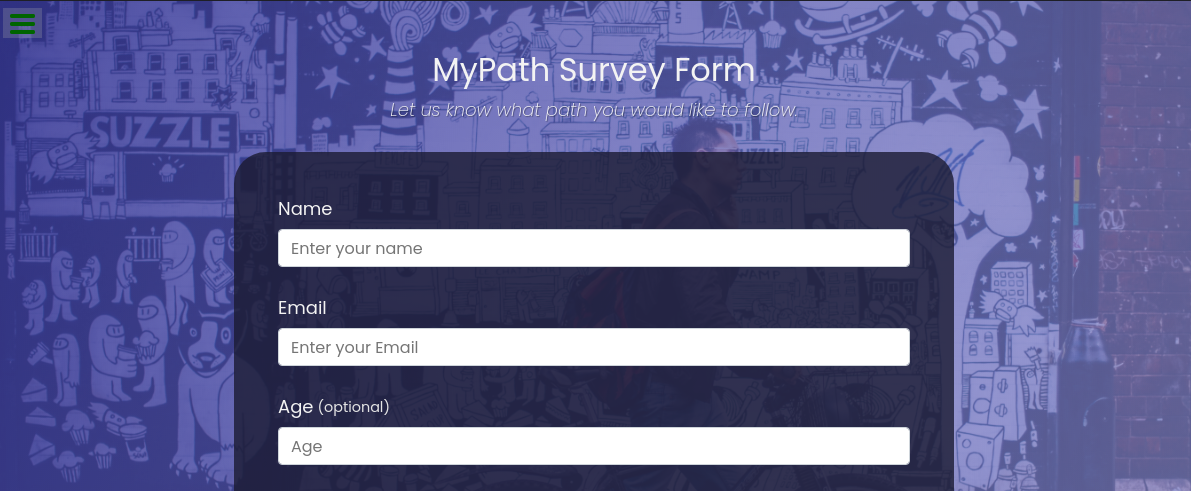 MyPath Survey Form
Let us know what path you would like to follow.
SUZZLE
Name
Enter your name
Email
Enter your Email
Age (optional)
Age